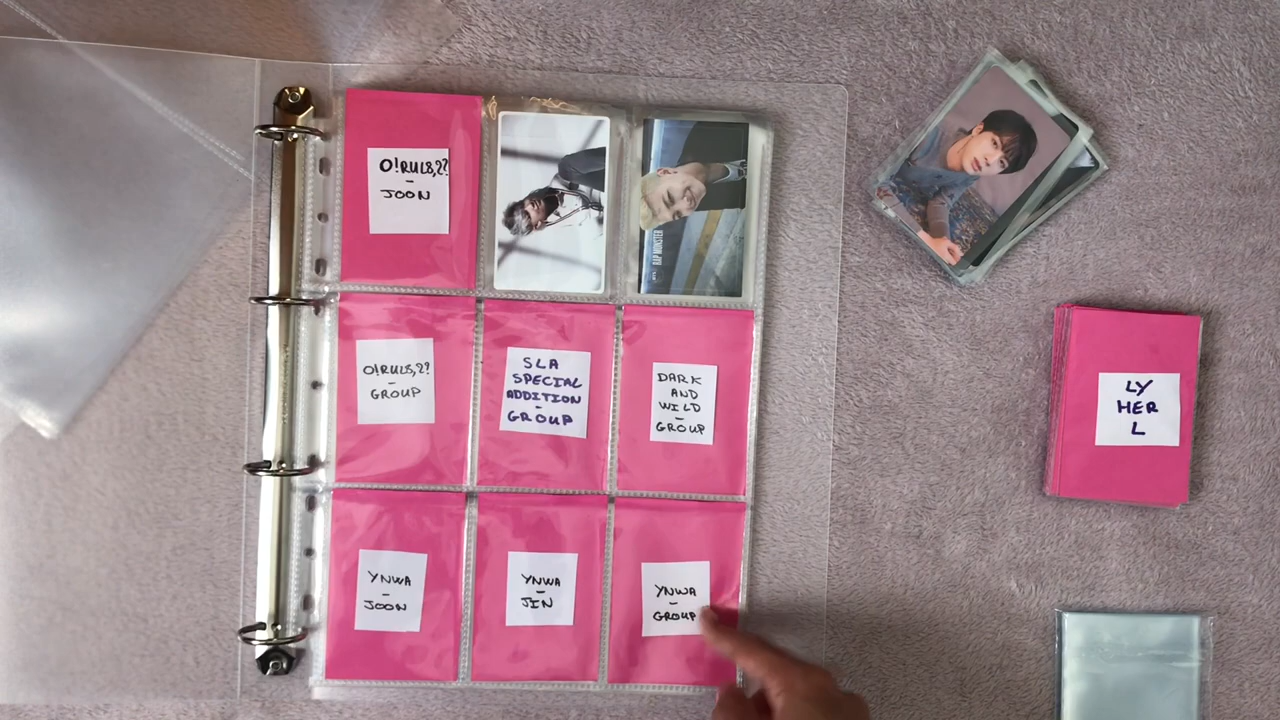 O!RUL8,2?
-
JOON
RAP MONSTER
O!RUL8,2?
-
GROUP
SLA
SPECIAL
ADDITION
-
GROUP
DARK
AND
WILD
-
GROUP
YNWA
-
JOON
YNWA
-
JIN
YNWA
-
GROUP
LY
HER
L